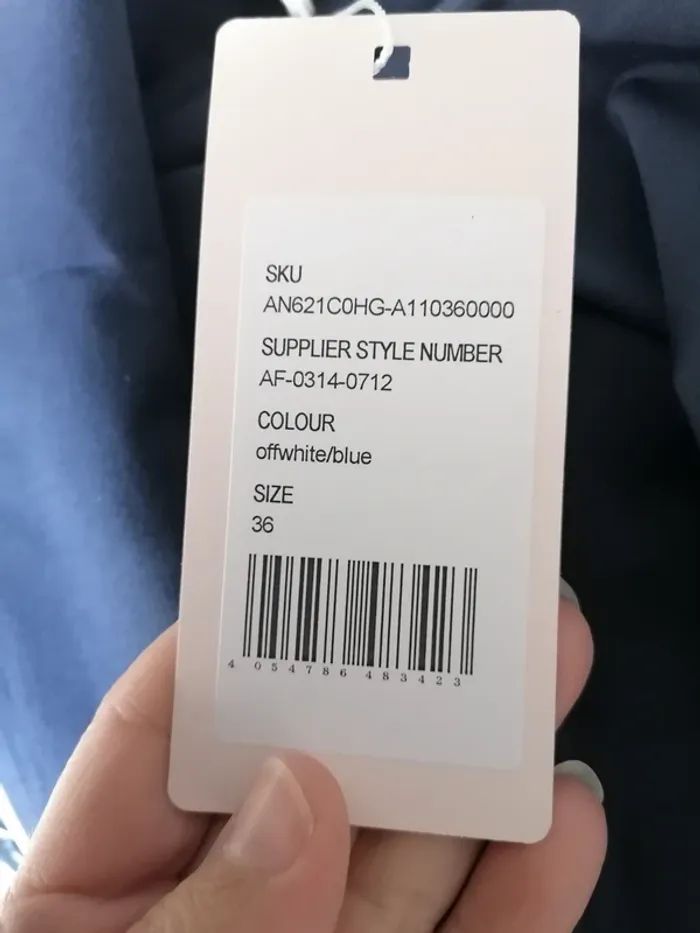 SKU
AN621C0HG-A110360000
SUPPLIER STYLE NUMBER
AF-0314-0712
COLOUR
offwhite/blue
SIZE
36
4 054786 483423